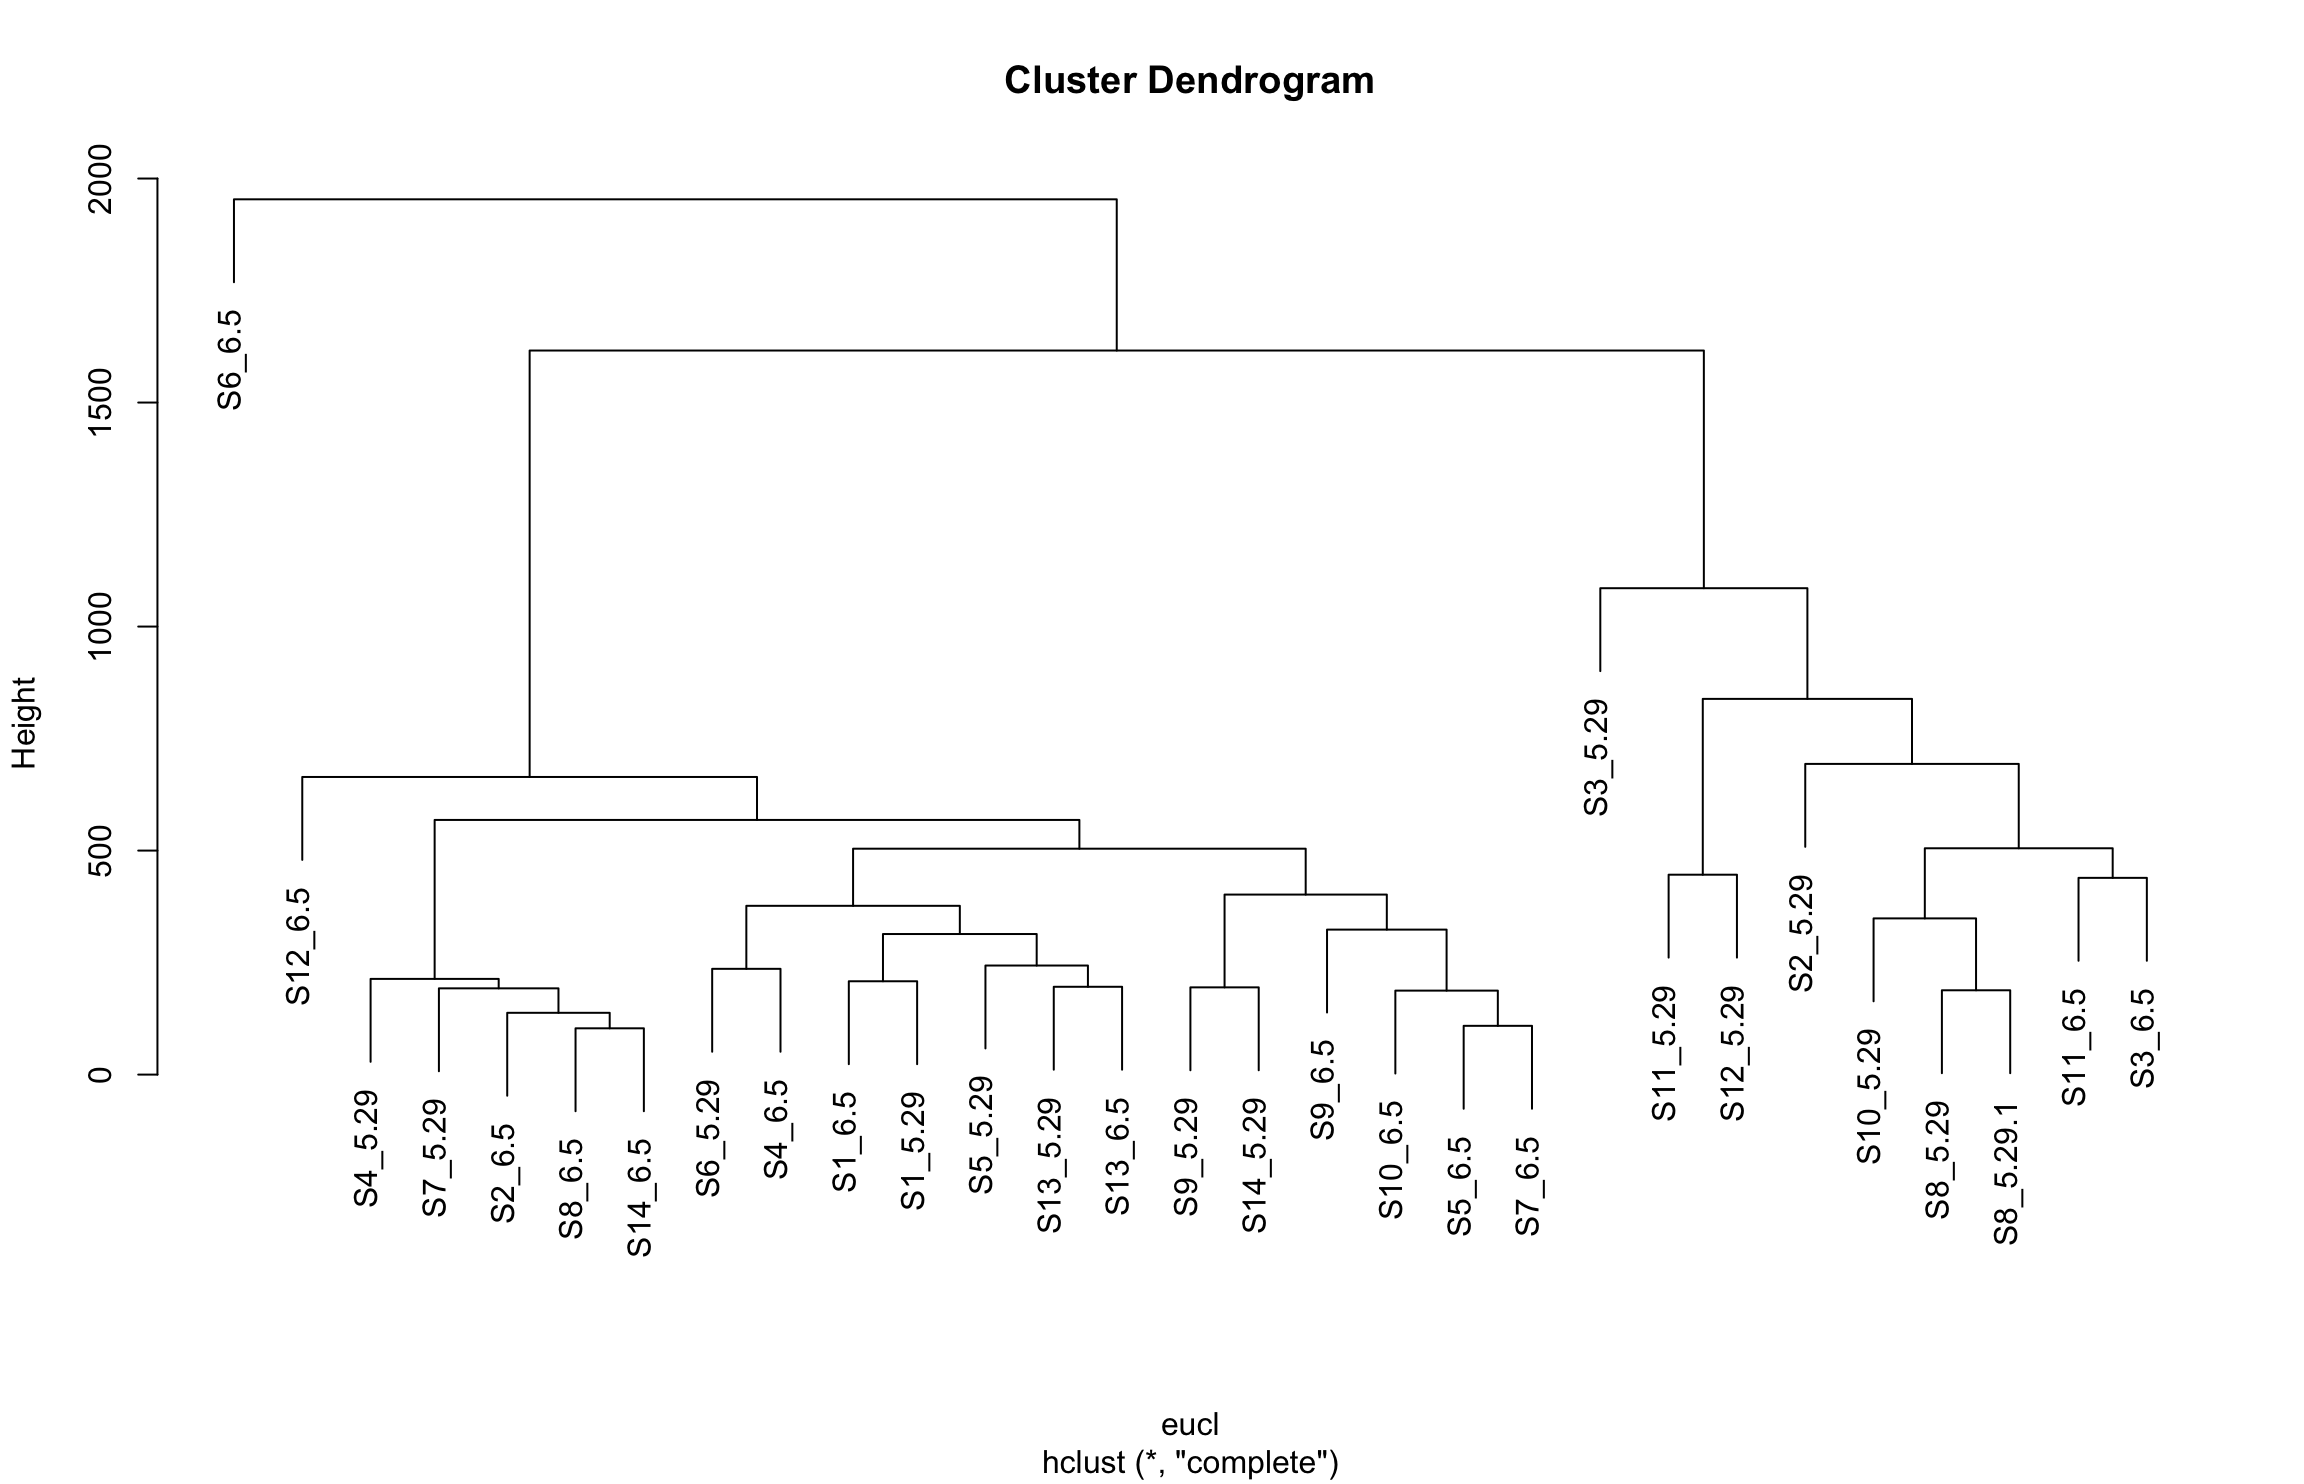 Cluster Dendrogram
Height
2000
1500
1000
500
0
S6_6.5
S12_6.5
S4_5.29
S7_5.29
S2_6.5
S8_6.5
S14_6.5
S6_5.29
S4_6.5
S1_6.5
S1_5.29
S5_5.29
S13_5.29
S13_6.5
S9_5.29
S14_5.29
S9_6.5
S10_6.5
S5_6.5
S7_6.5
S3_5.29
S11_5.29
S12_5.29
S2_5.29
S10_5.29
S8_5.29
S8_5.29.1
S11_6.5
S3_6.5
eucl
hclust (*, "complete")